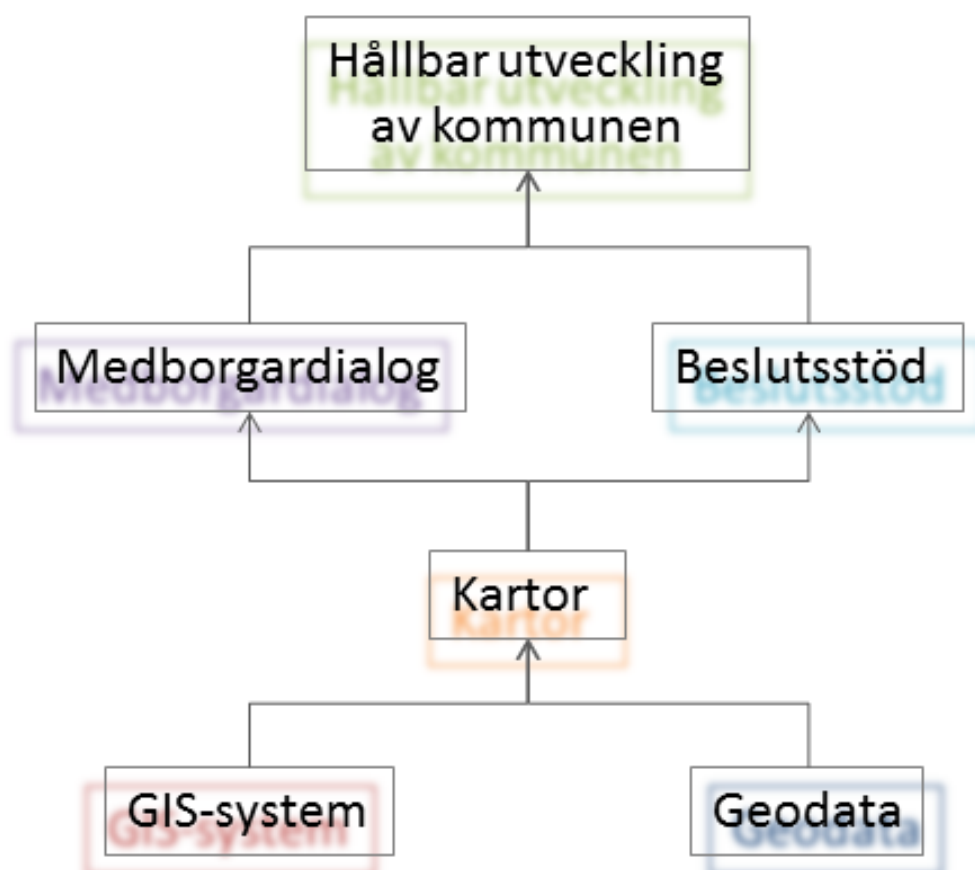 Hållbar utveckling
av kommunen
Medborgardialog
Beslutsstöd
Kartor
GIS-system
Geodata